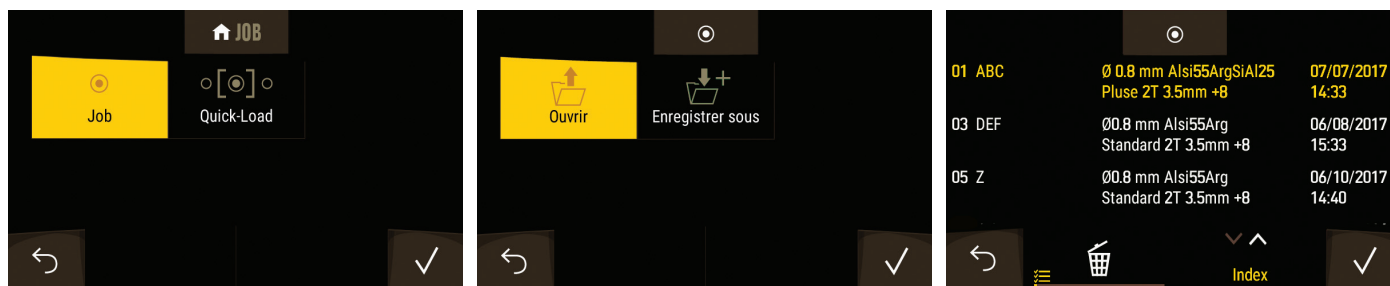 JOB
Job
Quick-Load
Ouvrir
Enregistrer sous
01 ABC Ø 0.8 mm Alsi55ArgSiAl25 07/07/2017
Pluse 2T 3.5mm +8 14:33
03 DEF Ø0.8 mm Alsi55Arg 06/08/2017
Standard 2T 3.5mm +8 15:33
05 Z Ø0.8 mm Alsi55Arg 06/10/2017
Standard 2T 3.5mm +8 14:40
Index